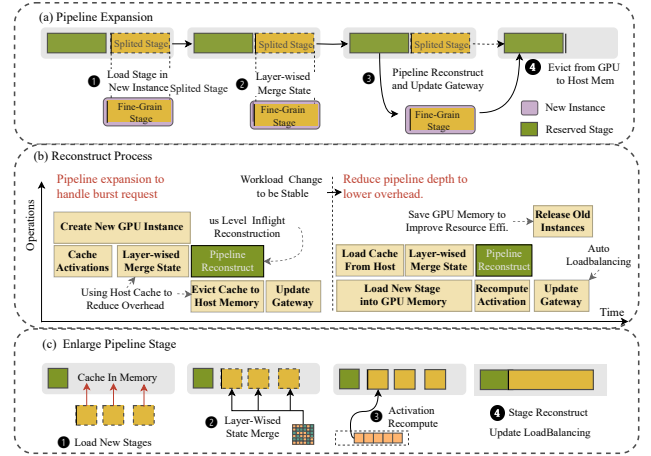 (a) Pipeline Expansion
Splited Stage
Splited Stage
Splited Stage
1
Load Stage in
New Instance
Splited Stage
2
Layer-wised
Merge State
3
Pipeline Reconstruct
and Update Gateway
4
Evict from GPU
to Host Mem
Fine-Grain
Stage
Fine-Grain
Stage
Fine-Grain
Stage
New Instance
Reserved Stage
(b) Reconstruct Process
Operations
Pipeline expansion to
handle burst request
Workload Change
to be Stable
Reduce pipeline depth to
lower overhead.
Create New GPU Instance
us Level Inflight
Reconstruction
Save GPU Memory to
Improve Resource Effi.
Release Old
Instances
Cache
Activations
Layer-wised
Merge State
Pipeline
Reconstruct
Load Cache
From Host
Layer-wised
Merge State
Pipeline
Reconstruct
Auto
Loadbalancing
Using Host Cache to
Reduce Overhead
Evict Cache to
Host Memory
Update
Gateway
Load New Stage
into GPU Memory
Recompute
Activation
Update
Gateway
Time
(c) Enlarge Pipeline Stage
Cache In Memory
1 Load New Stages
2
Layer-Wised
State Merge
3
Activation
Recompute
4 Stage Reconstruct
Update LoadBalancing